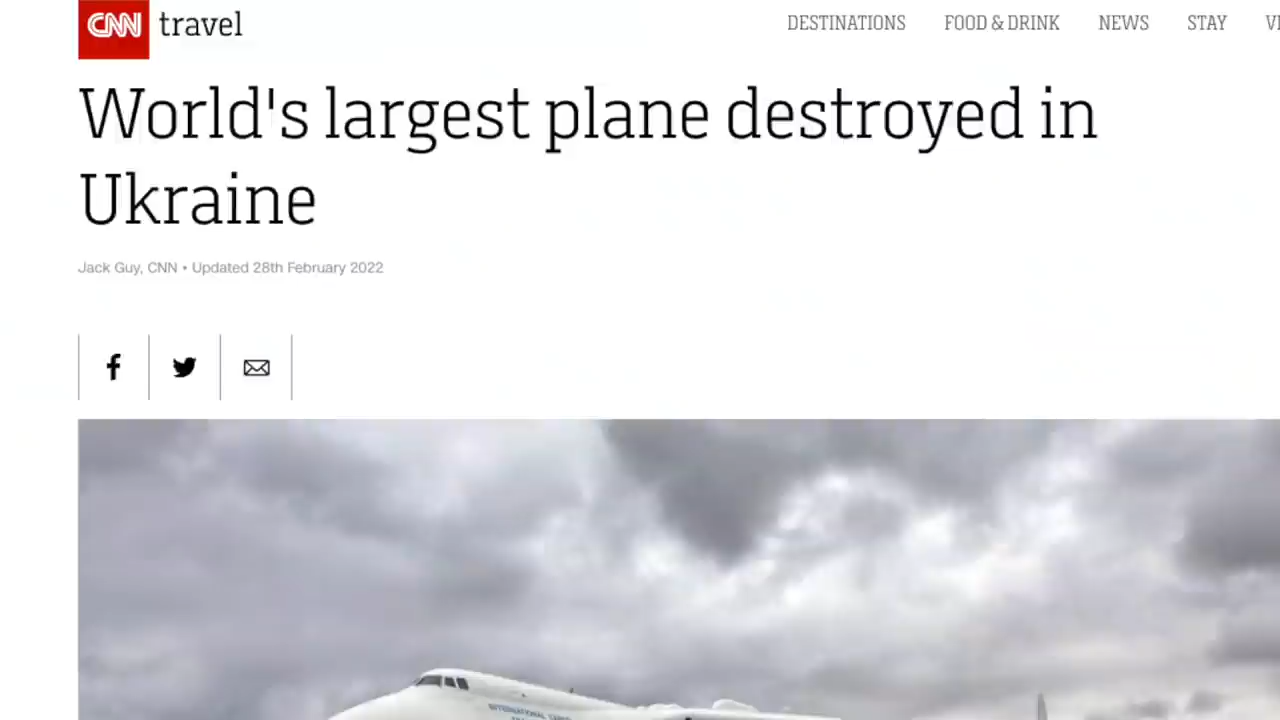 CNN travel
DESTINATIONS FOOD & DRINK NEWS STAY
World's largest plane destroyed in
Ukraine
Jack Guy, CNN • Updated 28th February 2022
INTERNATIONAL